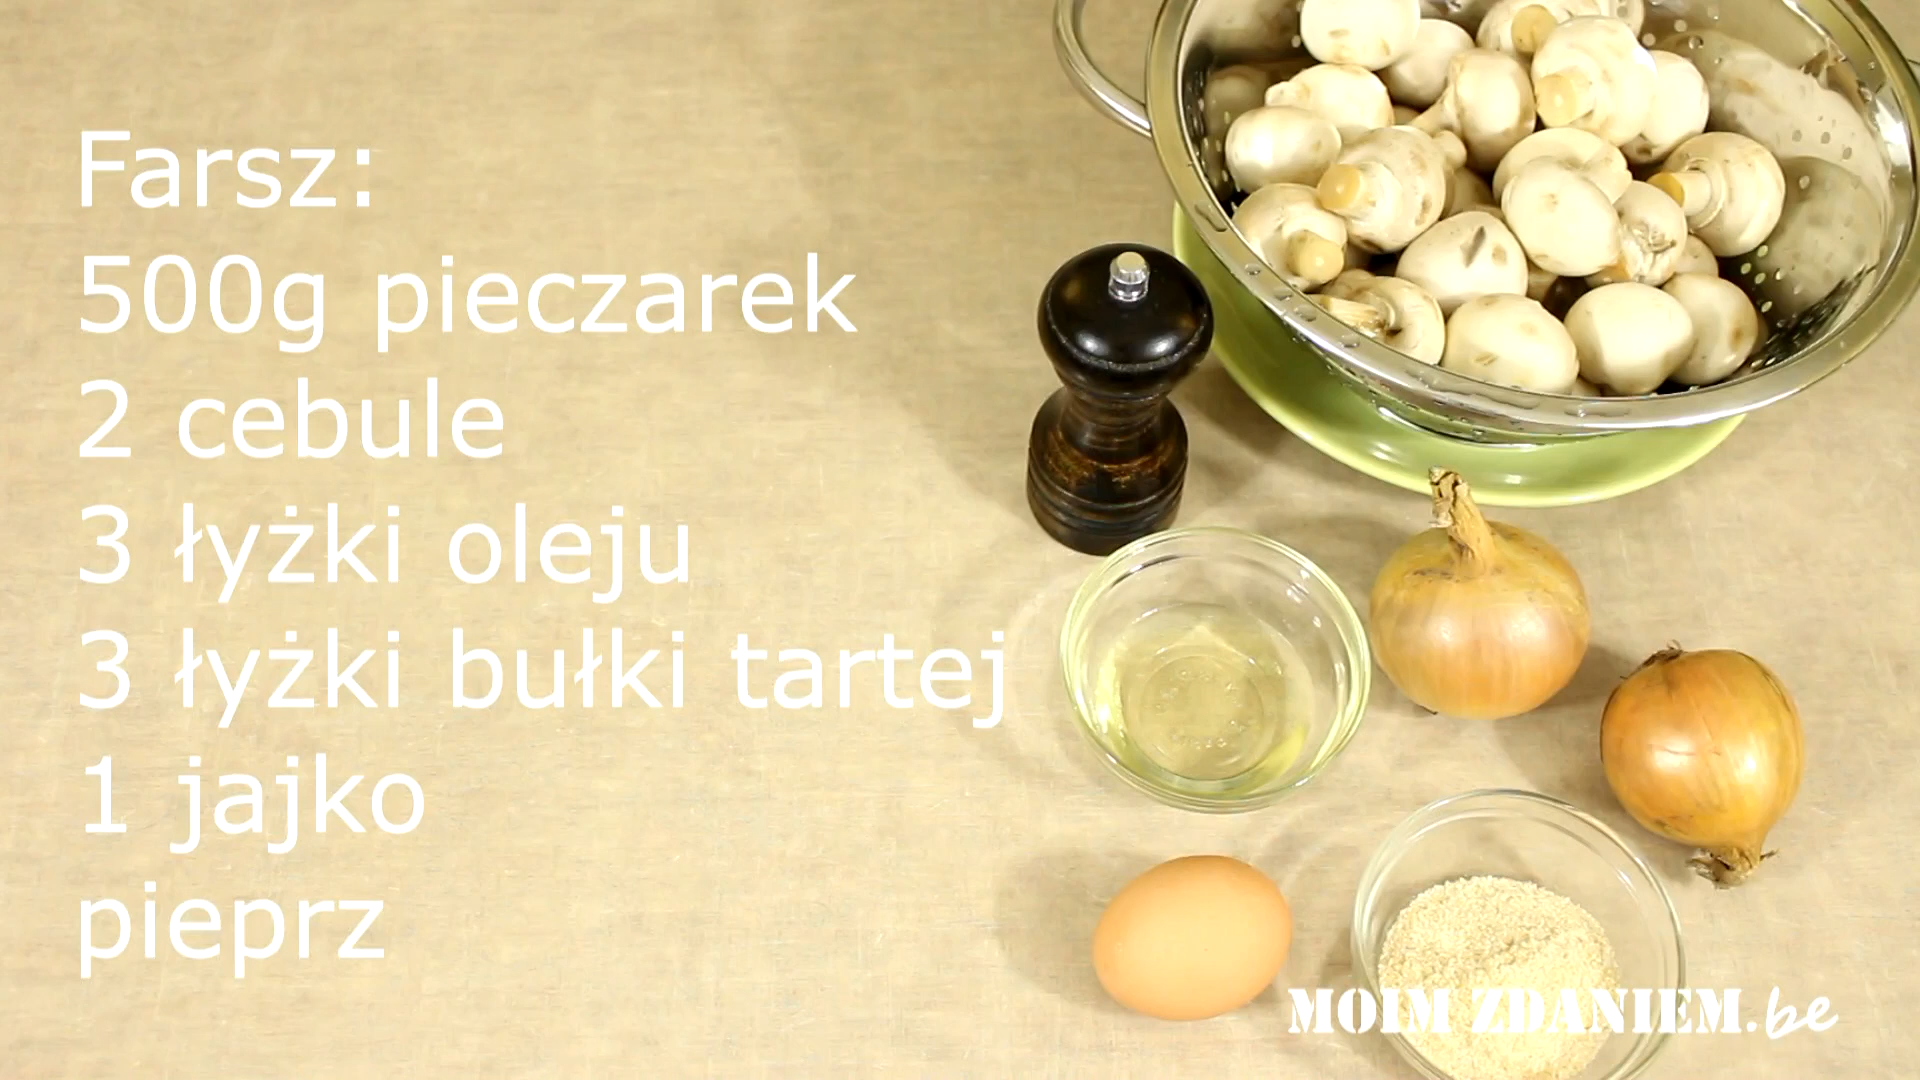 Farsz:
500g pieczarek
2 cebule
3 łyżki oleju
3 łyżki bułki tartej
1 jajko
pieprz
MOIM ZDANIEM.be